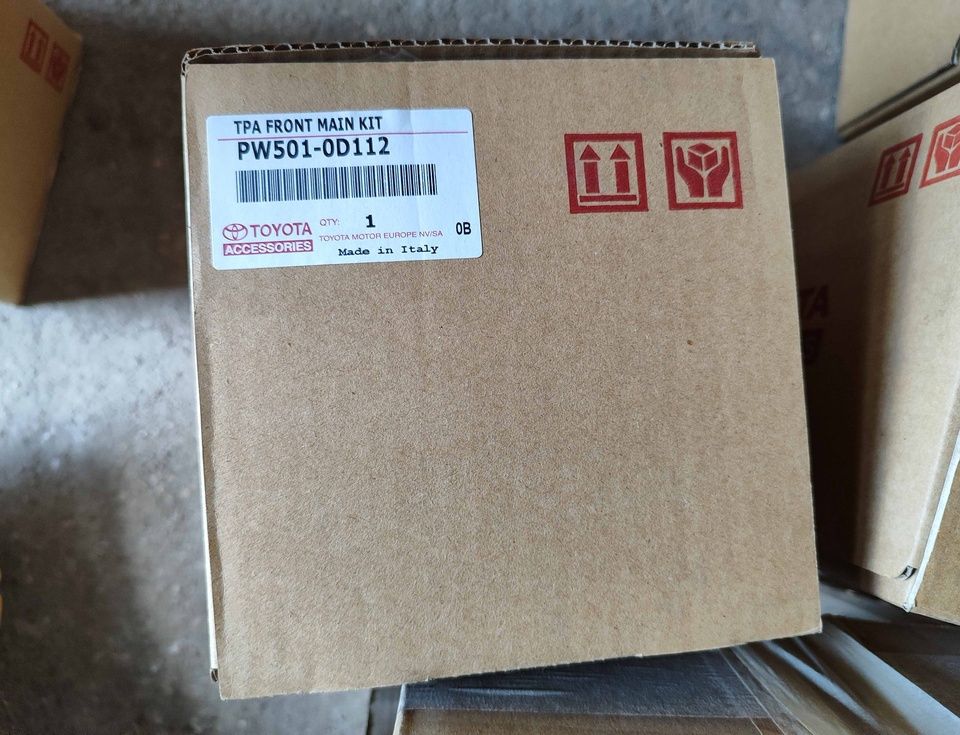 TPA FRONT MAIN KIT
PW501-0D112
TOYOTA
ACCESSORIES
QTY: 1
TOYOTA MOTOR EUROPE NV/SA
0B
Made in Italy
TA